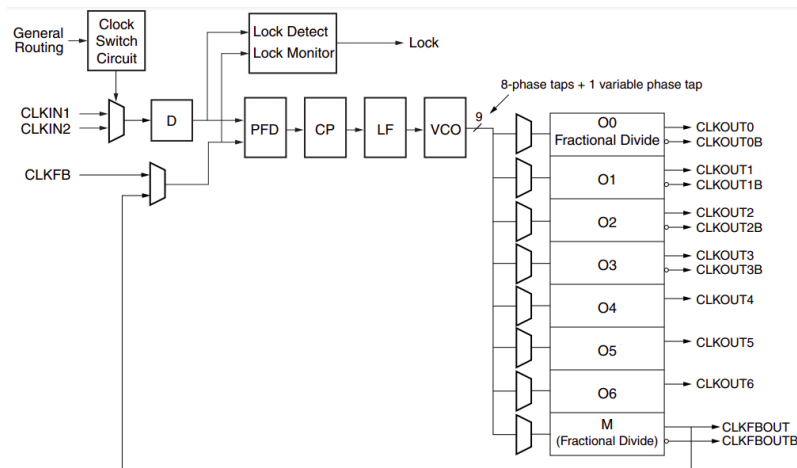 General
Routing
Clock
Switch
Circuit
Lock Detect
Lock Monitor
Lock
8-phase taps + 1 variable phase tap
CLKIN1
CLKIN2
D
PFD
CP
LF
VCO
9
CLKFB
O0
Fractional Divide
CLKOUT0
CLKOUT0B
O1
CLKOUT1
CLKOUT1B
O2
CLKOUT2
CLKOUT2B
O3
CLKOUT3
CLKOUT3B
O4
CLKOUT4
O5
CLKOUT5
O6
CLKOUT6
M
(Fractional Divide)
CLKFBOUT
CLKFBOUTB